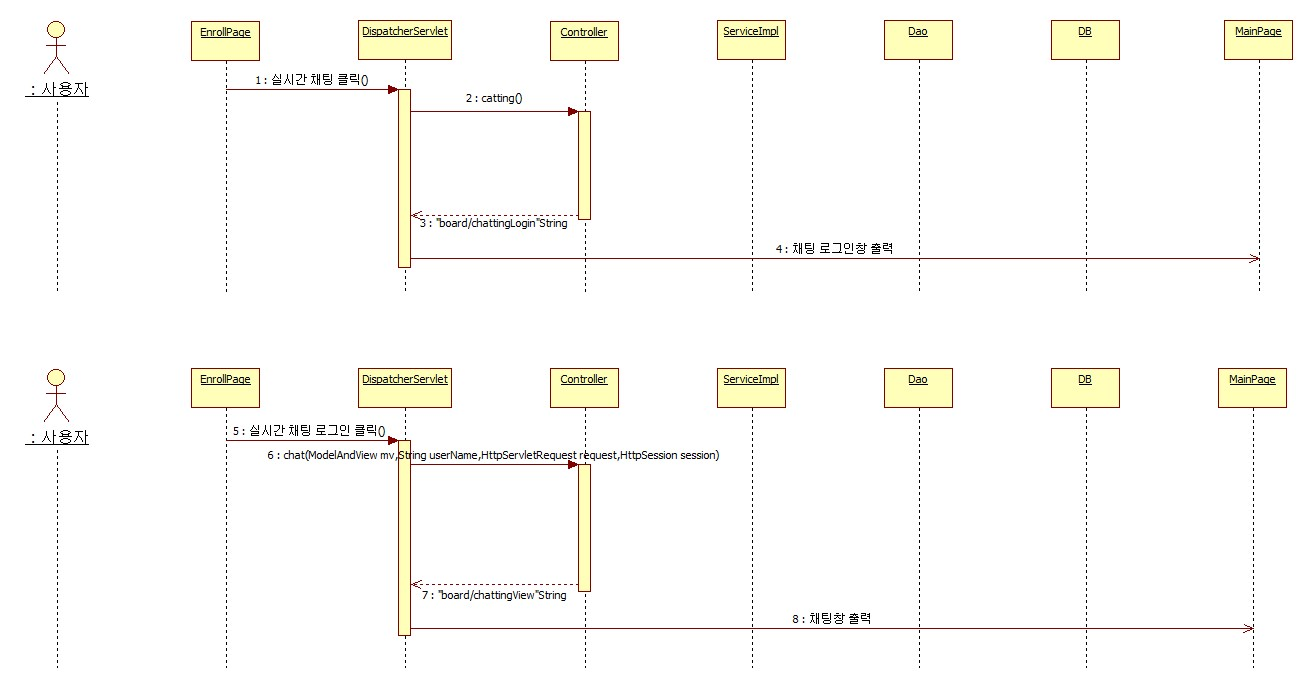 EnrollPage
DispatcherServlet
Controller
ServiceImpl
Dao
DB
MainPage
: 사용자
1 : 실시간 채팅 클릭()
2 : catting()
3 : "board/chattingLogin"String
4 : 채팅 로그인창 출력
EnrollPage
DispatcherServlet
Controller
ServiceImpl
Dao
DB
MainPage
: 사용자
5 : 실시간 채팅 로그인 클릭()
6 : chat(ModelAndView mv,String userName,HttpServletRequest request,HttpSession session)
7 : "board/chattingView"String
8 : 채팅창 출력